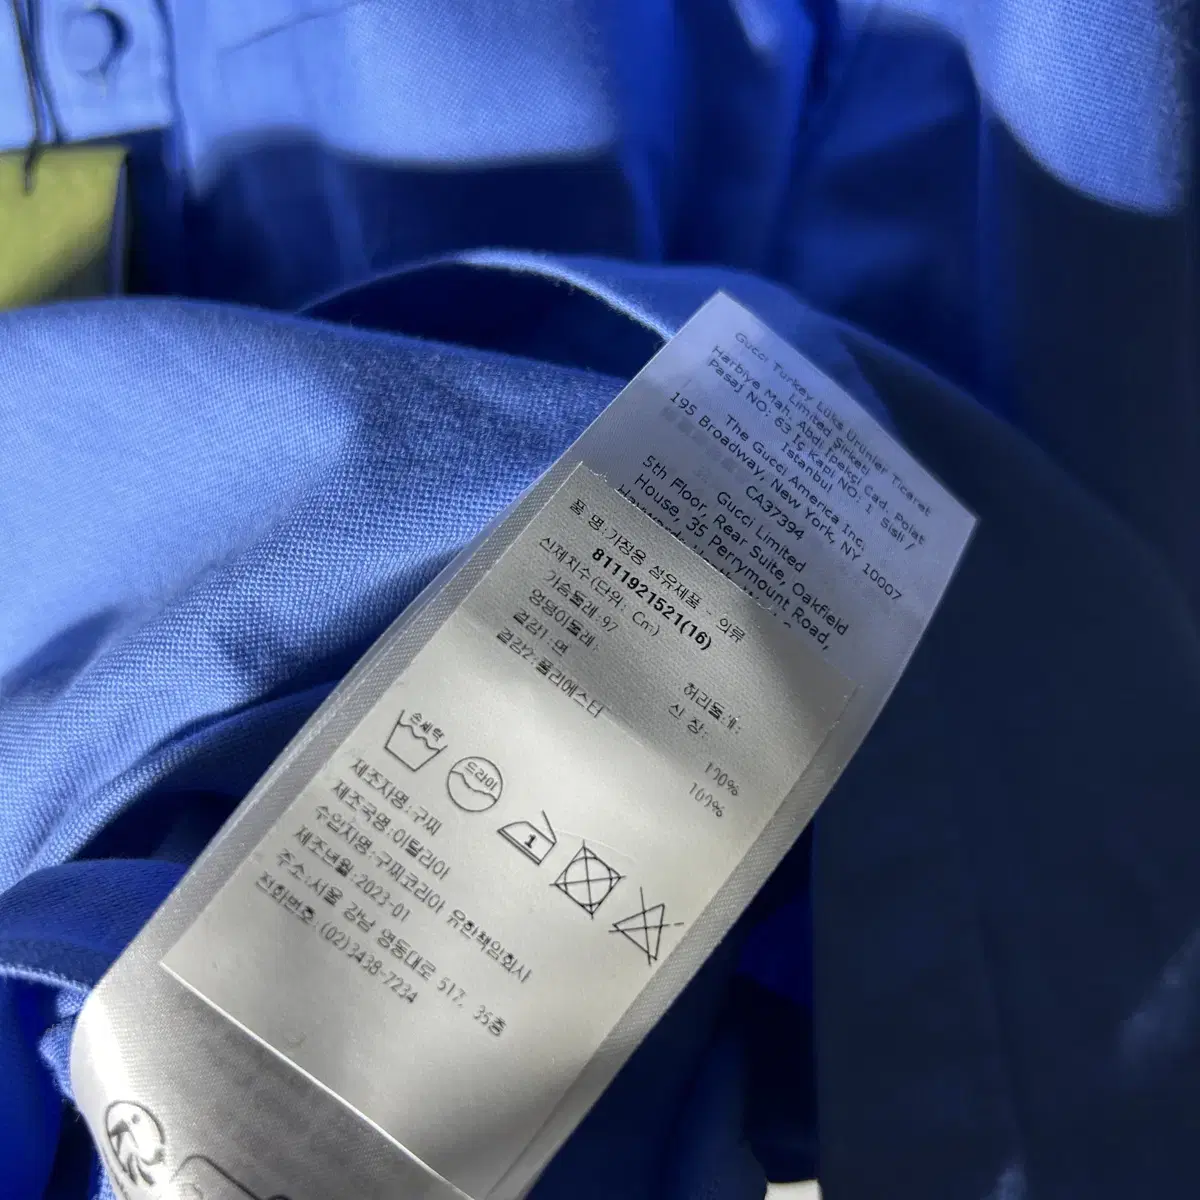 Gucci Turkey Lüks Ürünler Ticaret
Limited Şirketi
Harbiye Mah. Abdi İpekçi Cad. Polat
Pasaj NO: 63 İç Kapi NO: 1 Sisli /
Istanbul
The Gucci America Inc.
195 Broadway, New York, NY 10007
CA37394
Gucci Limited
5th Floor, Rear Suite, Oakfield
House, 35 Perrymount Road,
품 명:가정용 섬유제품 - 의류
8111921521(16)
신체치수(단위: Cm)
가슴둘레 97 허리둘레:
엉덩이둘레: 신 장:
겉감1:면 100%
겉감2:폴리에스터 100%
손세탁
드라이
1
제조자명:구찌
제조국명:이탈리아
수입자명:구찌코리아 유한책임회사
제조년월:2023-01
주소:서울 강남 영동대로 517, 35층
전화번호:(02)3438-7234